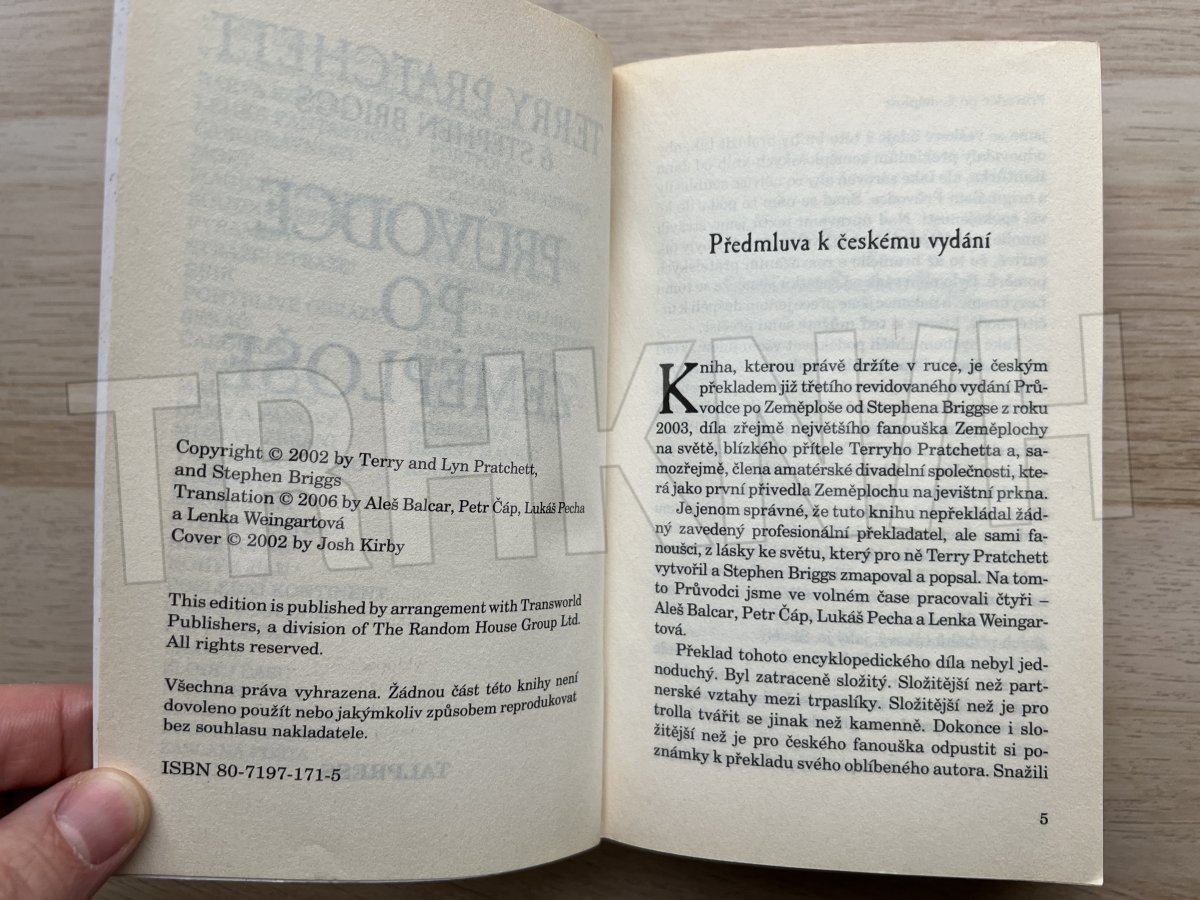 Copyright © 2002 by Terry and Lyn Pratchett,
and Stephen Briggs
Translation © 2006 by Aleš Balcar, Petr Čáp, Lukáš Pecha
a Lenka Weingartová
Cover © 2002 by Josh Kirby
This edition is published by arrangement with Transworld
Publishers, a division of The Random House Group Ltd.
All rights reserved.
Všechna práva vyhrazena. Žádnou část této knihy není
dovoleno použít nebo jakýmkoliv způsobem reprodukovat
bez souhlasu nakladatele.
ISBN 80-7197-171-5
Předmluva k českému vydání
Kniha, kterou právě držíte v ruce, je českým
překladem již třetího revidovaného vydání Prů-
vodce po Zeměploše od Stephena Briggse z roku
2003, díla zřejmě největšího fanouška Zeměplochy
na světě, blízkého přítele Terryho Pratchetta a, sa-
mozřejmě, člena amatérské divadelní společnosti, kte-
rá jako první přivedla Zeměplochu na jevištní prkna.
Je jenom správné, že tuto knihu nepřekládal žád-
ný zavedený profesionální překladatel, ale sami fa-
noušci, z lásky ke světu, který pro ně Terry Pratchett
vytvořil a Stephen Briggs zmapoval a popsal. Na tom-
to Průvodci jsme ve volném čase pracovali čtyři –
Aleš Balcar, Petr Čáp, Lukáš Pecha a Lenka Weingar-
tová.
Překlad tohoto encyklopedického díla nebyl jed-
noduchý. Byl zatraceně složitý. Složitější než part-
nerské vztahy mezi trpaslíky. Složitější než je pro
trolla tvářit se jinak než kamenně. Dokonce i slo-
žitější než je pro českého fanouška odpustit si po-
známky k překladu svého oblíbeného autora. Snažili
5
TRHKNIH
TERRY PRATCHETT
& STEPHEN BRIGGS
PRŮVODCE
PO
ZEMĚPLOŠE
TALPRESS